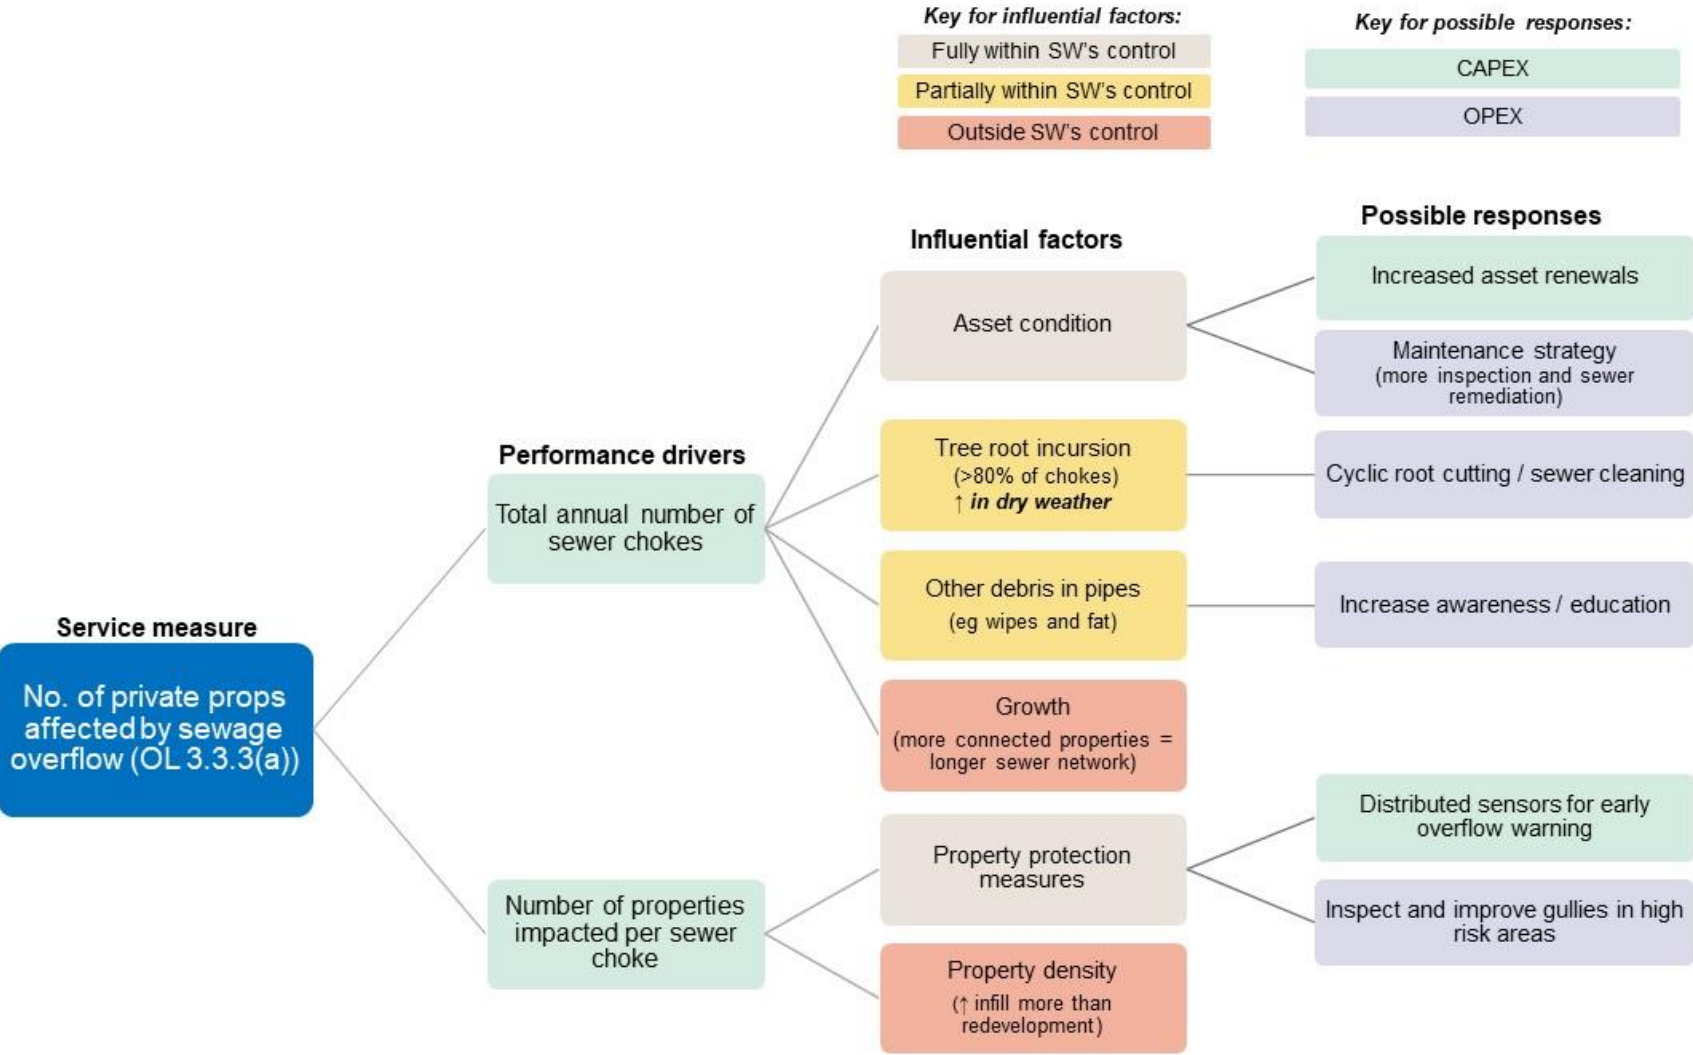 Key for influential factors:
Fully within SW's control
Partially within SW's control
Outside SW's control
Key for possible responses:
CAPEX
OPEX
Service measure
No. of private props
affected by sewage
overflow (OL 3.3.3(a))
Performance drivers
Total annual number of
sewer chokes
Number of properties
impacted per sewer
choke
Influential factors
Asset condition
Tree root incursion
(>80% of chokes)
↑ in dry weather
Other debris in pipes
(eg wipes and fat)
Growth
(more connected properties =
longer sewer network)
Property protection
measures
Property density
(↑ infill more than
redevelopment)
Possible responses
Increased asset renewals
Maintenance strategy
(more inspection and sewer
remediation)
Cyclic root cutting / sewer cleaning
Increase awareness / education
Distributed sensors for early
overflow warning
Inspect and improve gullies in high
risk areas